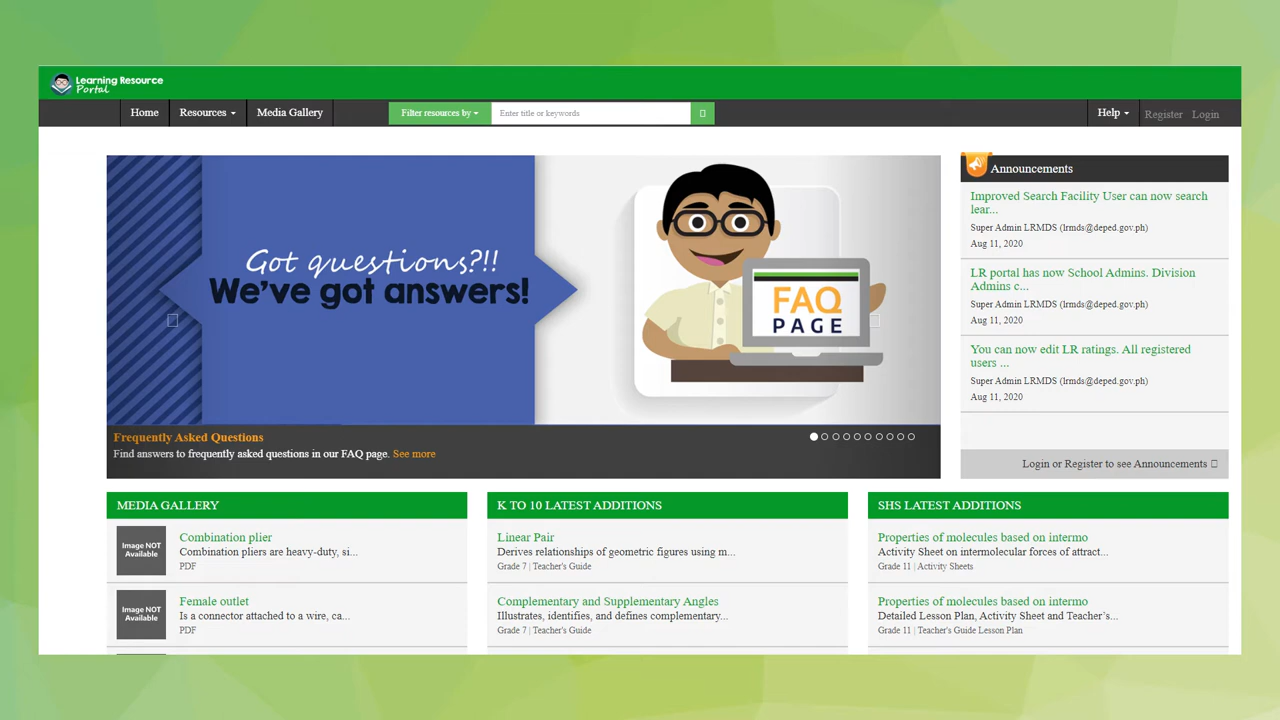 Learning Resource
Portal
Home
Resources
Media Gallery
Filter resources by
Enter title or keywords
Help
Register
Login
Got questions?!!
We've got answers!
FAQ
PAGE
Frequently Asked Questions
Find answers to frequently asked questions in our FAQ page. See more
Announcements
Improved Search Facility User can now search
lear...
Super Admin LRMDS (lrmds@deped.gov.ph)
Aug 11, 2020
LR portal has now School Admins. Division
Admins c...
Super Admin LRMDS (lrmds@deped.gov.ph)
Aug 11, 2020
You can now edit LR ratings. All registered
users ...
Super Admin LRMDS (lrmds@deped.gov.ph)
Aug 11, 2020
Login or Register to see Announcements
MEDIA GALLERY
Image NOT
Available
Combination plier
Combination pliers are heavy-duty, si...
PDF
Image NOT
Available
Female outlet
Is a connector attached to a wire, ca...
PDF
K TO 10 LATEST ADDITIONS
Linear Pair
Derives relationships of geometric figures using m...
Grade 7 | Teacher's Guide
Complementary and Supplementary Angles
Illustrates, identifies, and defines complementary...
Grade 7 | Teacher's Guide
SHS LATEST ADDITIONS
Properties of molecules based on intermo
Activity Sheet on intermolecular forces of attract...
Grade 11 | Activity Sheets
Properties of molecules based on intermo
Detailed Lesson Plan, Activity Sheet and Teacher's...
Grade 11 | Teacher's Guide Lesson Plan